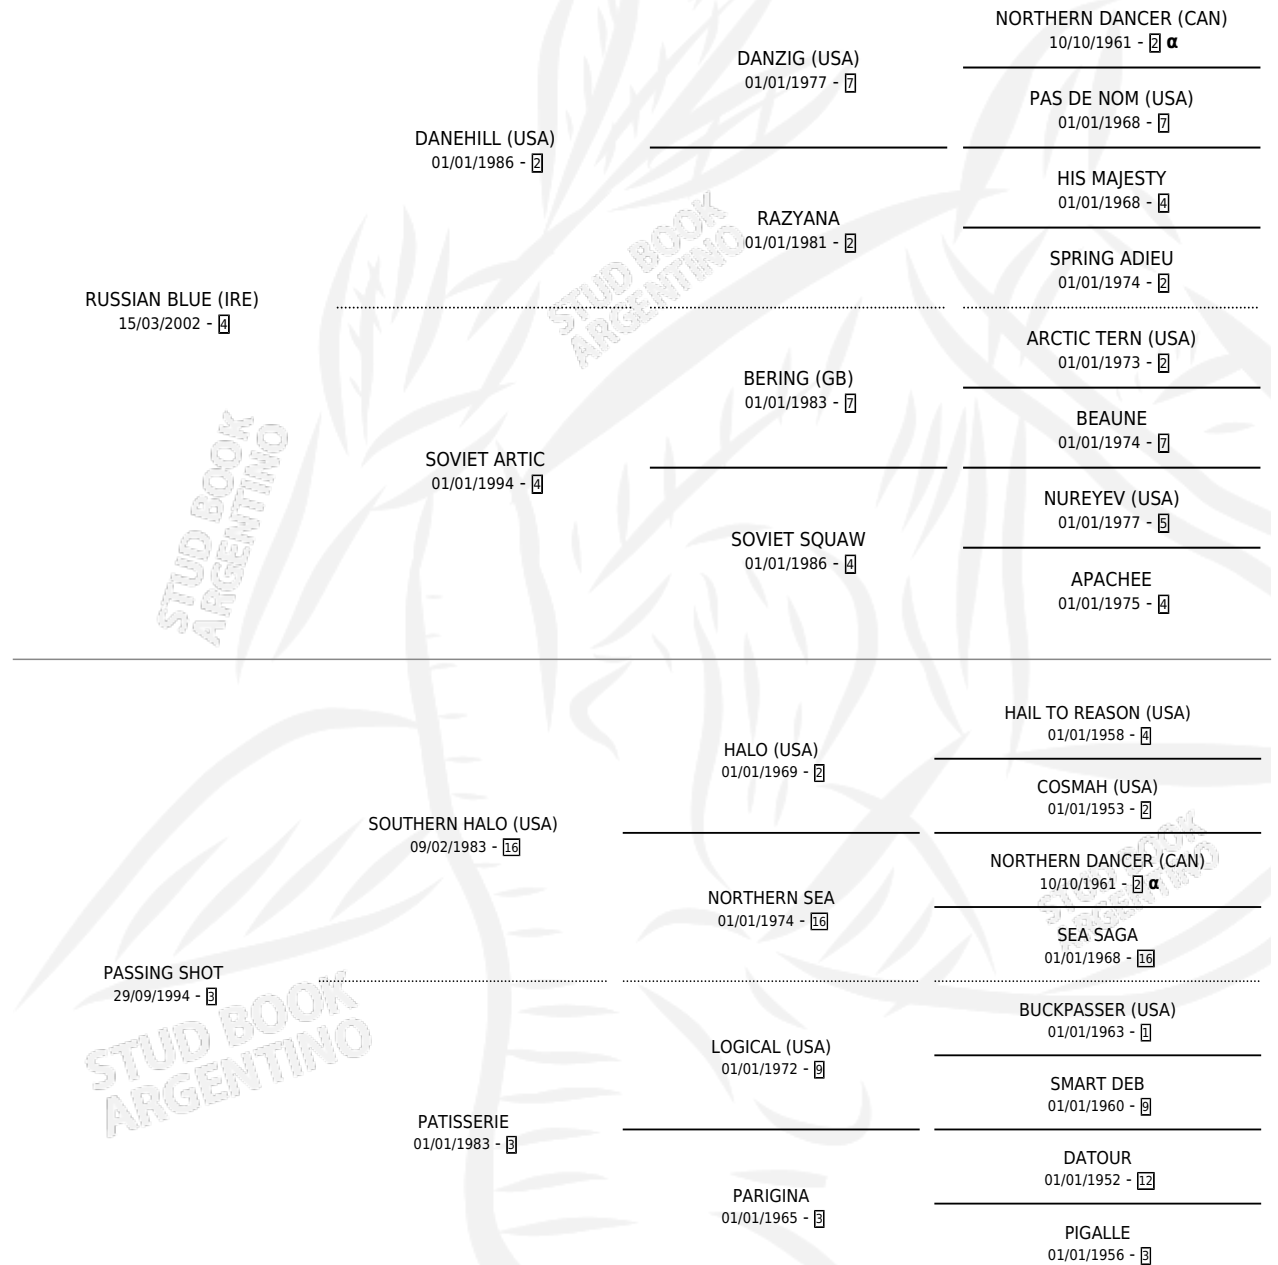 NORTHERN DANCER (CAN)
10/10/1961 - 2 α
DANZIG (USA)
01/01/1977 - 7
PAS DE NOM (USA)
01/01/1968 - 7
DANEHILL (USA)
01/01/1986 - 2
HIS MAJESTY
01/01/1968 - 4
RAZYANA
01/01/1981 - 2
SPRING ADIEU
01/01/1974 - 2
RUSSIAN BLUE (IRE)
15/03/2002 - 4
ARCTIC TERN (USA)
01/01/1973 - 2
BERING (GB)
01/01/1983 - 7
BEAUNE
01/01/1974 - 7
SOVIET ARTIC
01/01/1994 - 4
NUREYEV (USA)
01/01/1977 - 5
SOVIET SQUAW
01/01/1986 - 4
APACHEE
01/01/1975 - 4
HAIL TO REASON (USA)
01/01/1958 - 4
HALO (USA)
01/01/1969 - 2
COSMAH (USA)
01/01/1953 - 2
SOUTHERN HALO (USA)
09/02/1983 - 16
NORTHERN DANCER (CAN)
10/10/1961 - 2 α
NORTHERN SEA
01/01/1974 - 16
SEA SAGA
01/01/1968 - 16
PASSING SHOT
29/09/1994 - 3
BUCKPASSER (USA)
01/01/1963 - 1
LOGICAL (USA)
01/01/1972 - 9
SMART DEB
01/01/1960 - 9
PATISSERIE
01/01/1983 - 3
DATOUR
01/01/1952 - 12
PARIGINA
01/01/1965 - 3
PIGALLE
01/01/1956 - 3
STUD BOOK
ARGENTINO
STUD BOOK
ARGENTINO
STUD BOOK
ARGENTINO
STUD BOOK
ARGENTINO